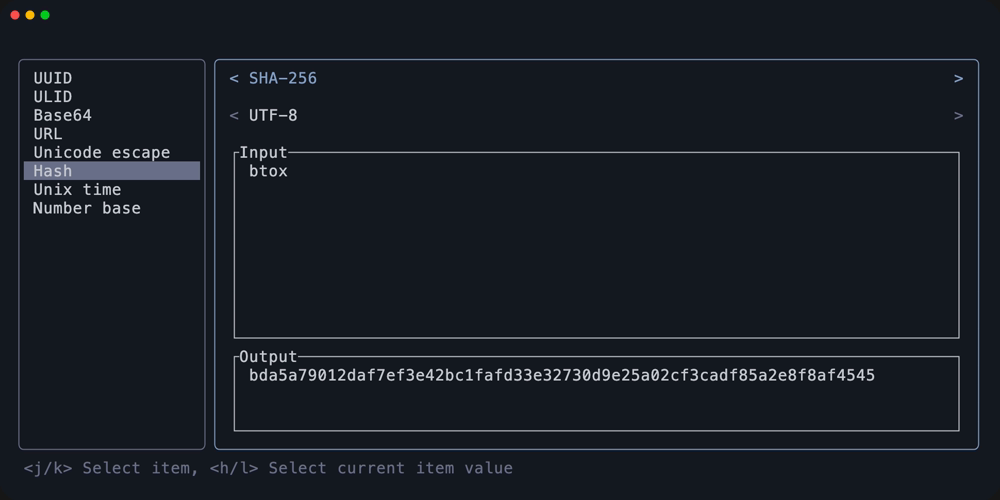 UUID
ULID
Base64
URL
Unicode escape
Hash
Unix time
Number base
< SHA-256 >
< UTF-8 >
Input
btox
Output
bda5a79012daf7ef3e42bc1fafd33e32730d9e25a02cf3cadf85a2e8f8af4545
<j/k> Select item, <h/l> Select current item value